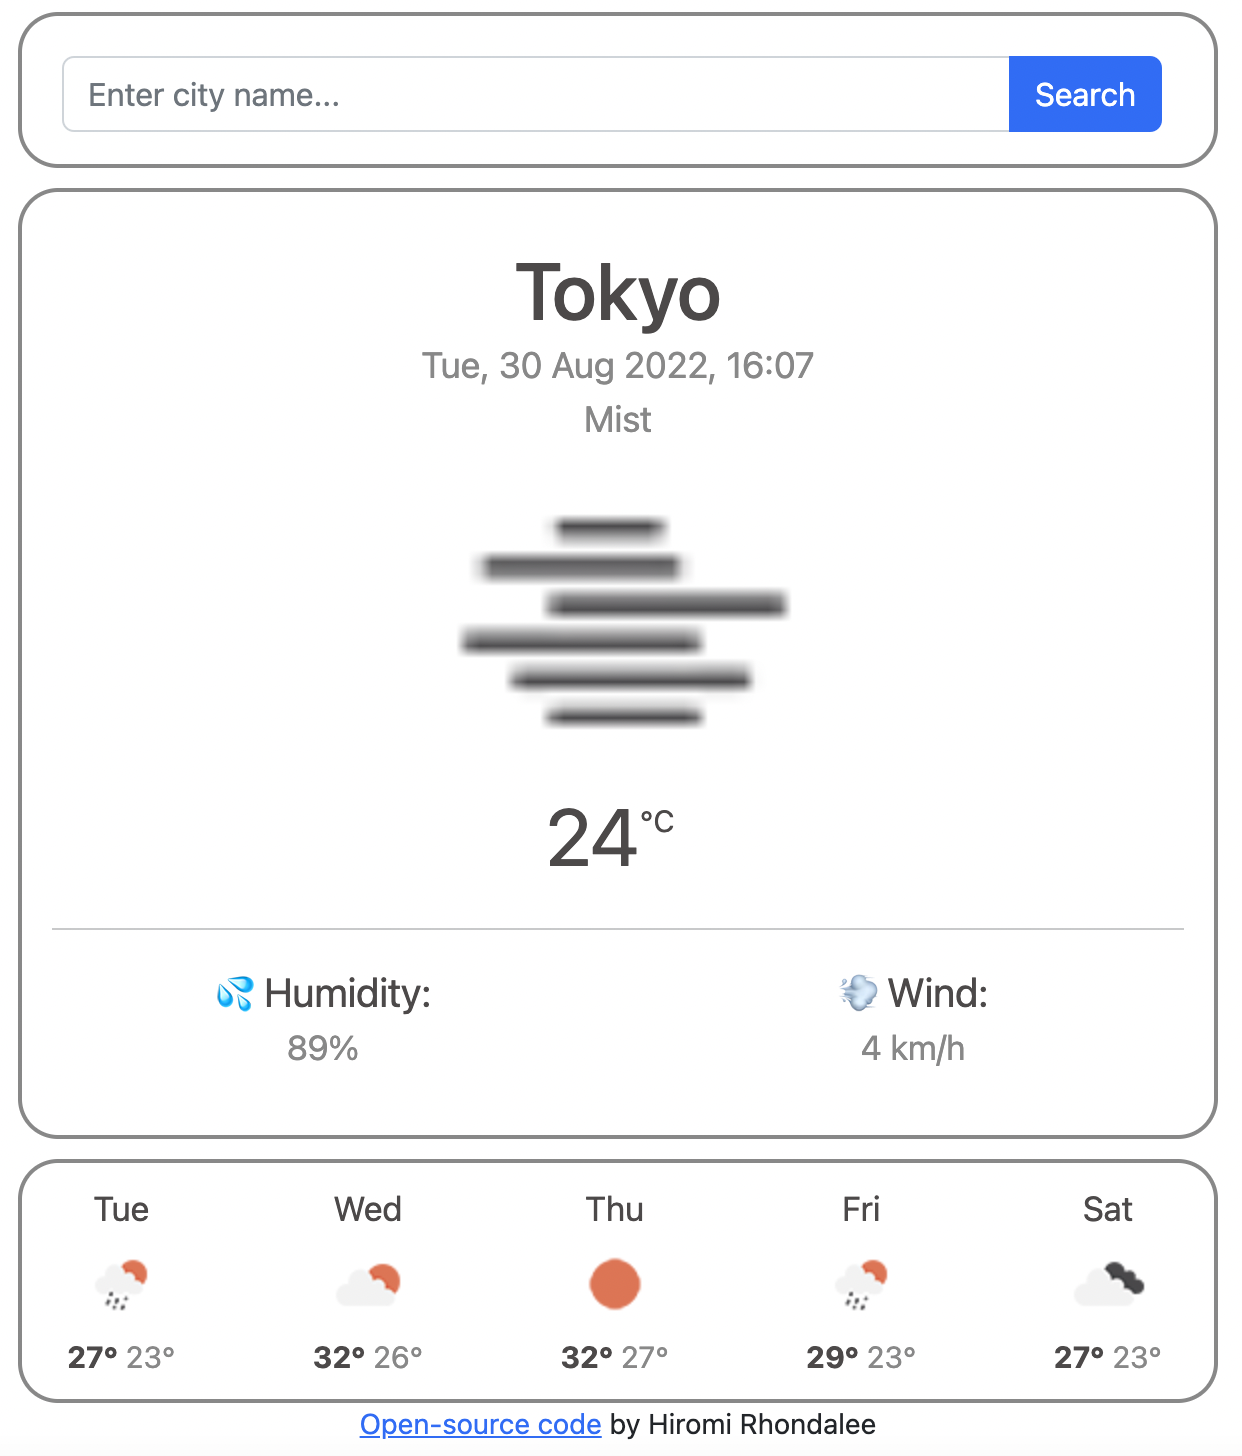 Enter city name...
Search
Tokyo
Tue, 30 Aug 2022, 16:07
Mist
24°C
💦 Humidity:
89%
💨 Wind:
4 km/h
Tue Wed Thu Fri Sat
27° 23° 32° 26° 32° 27° 29° 23° 27° 23°
Open-source code by Hiromi Rhondalee